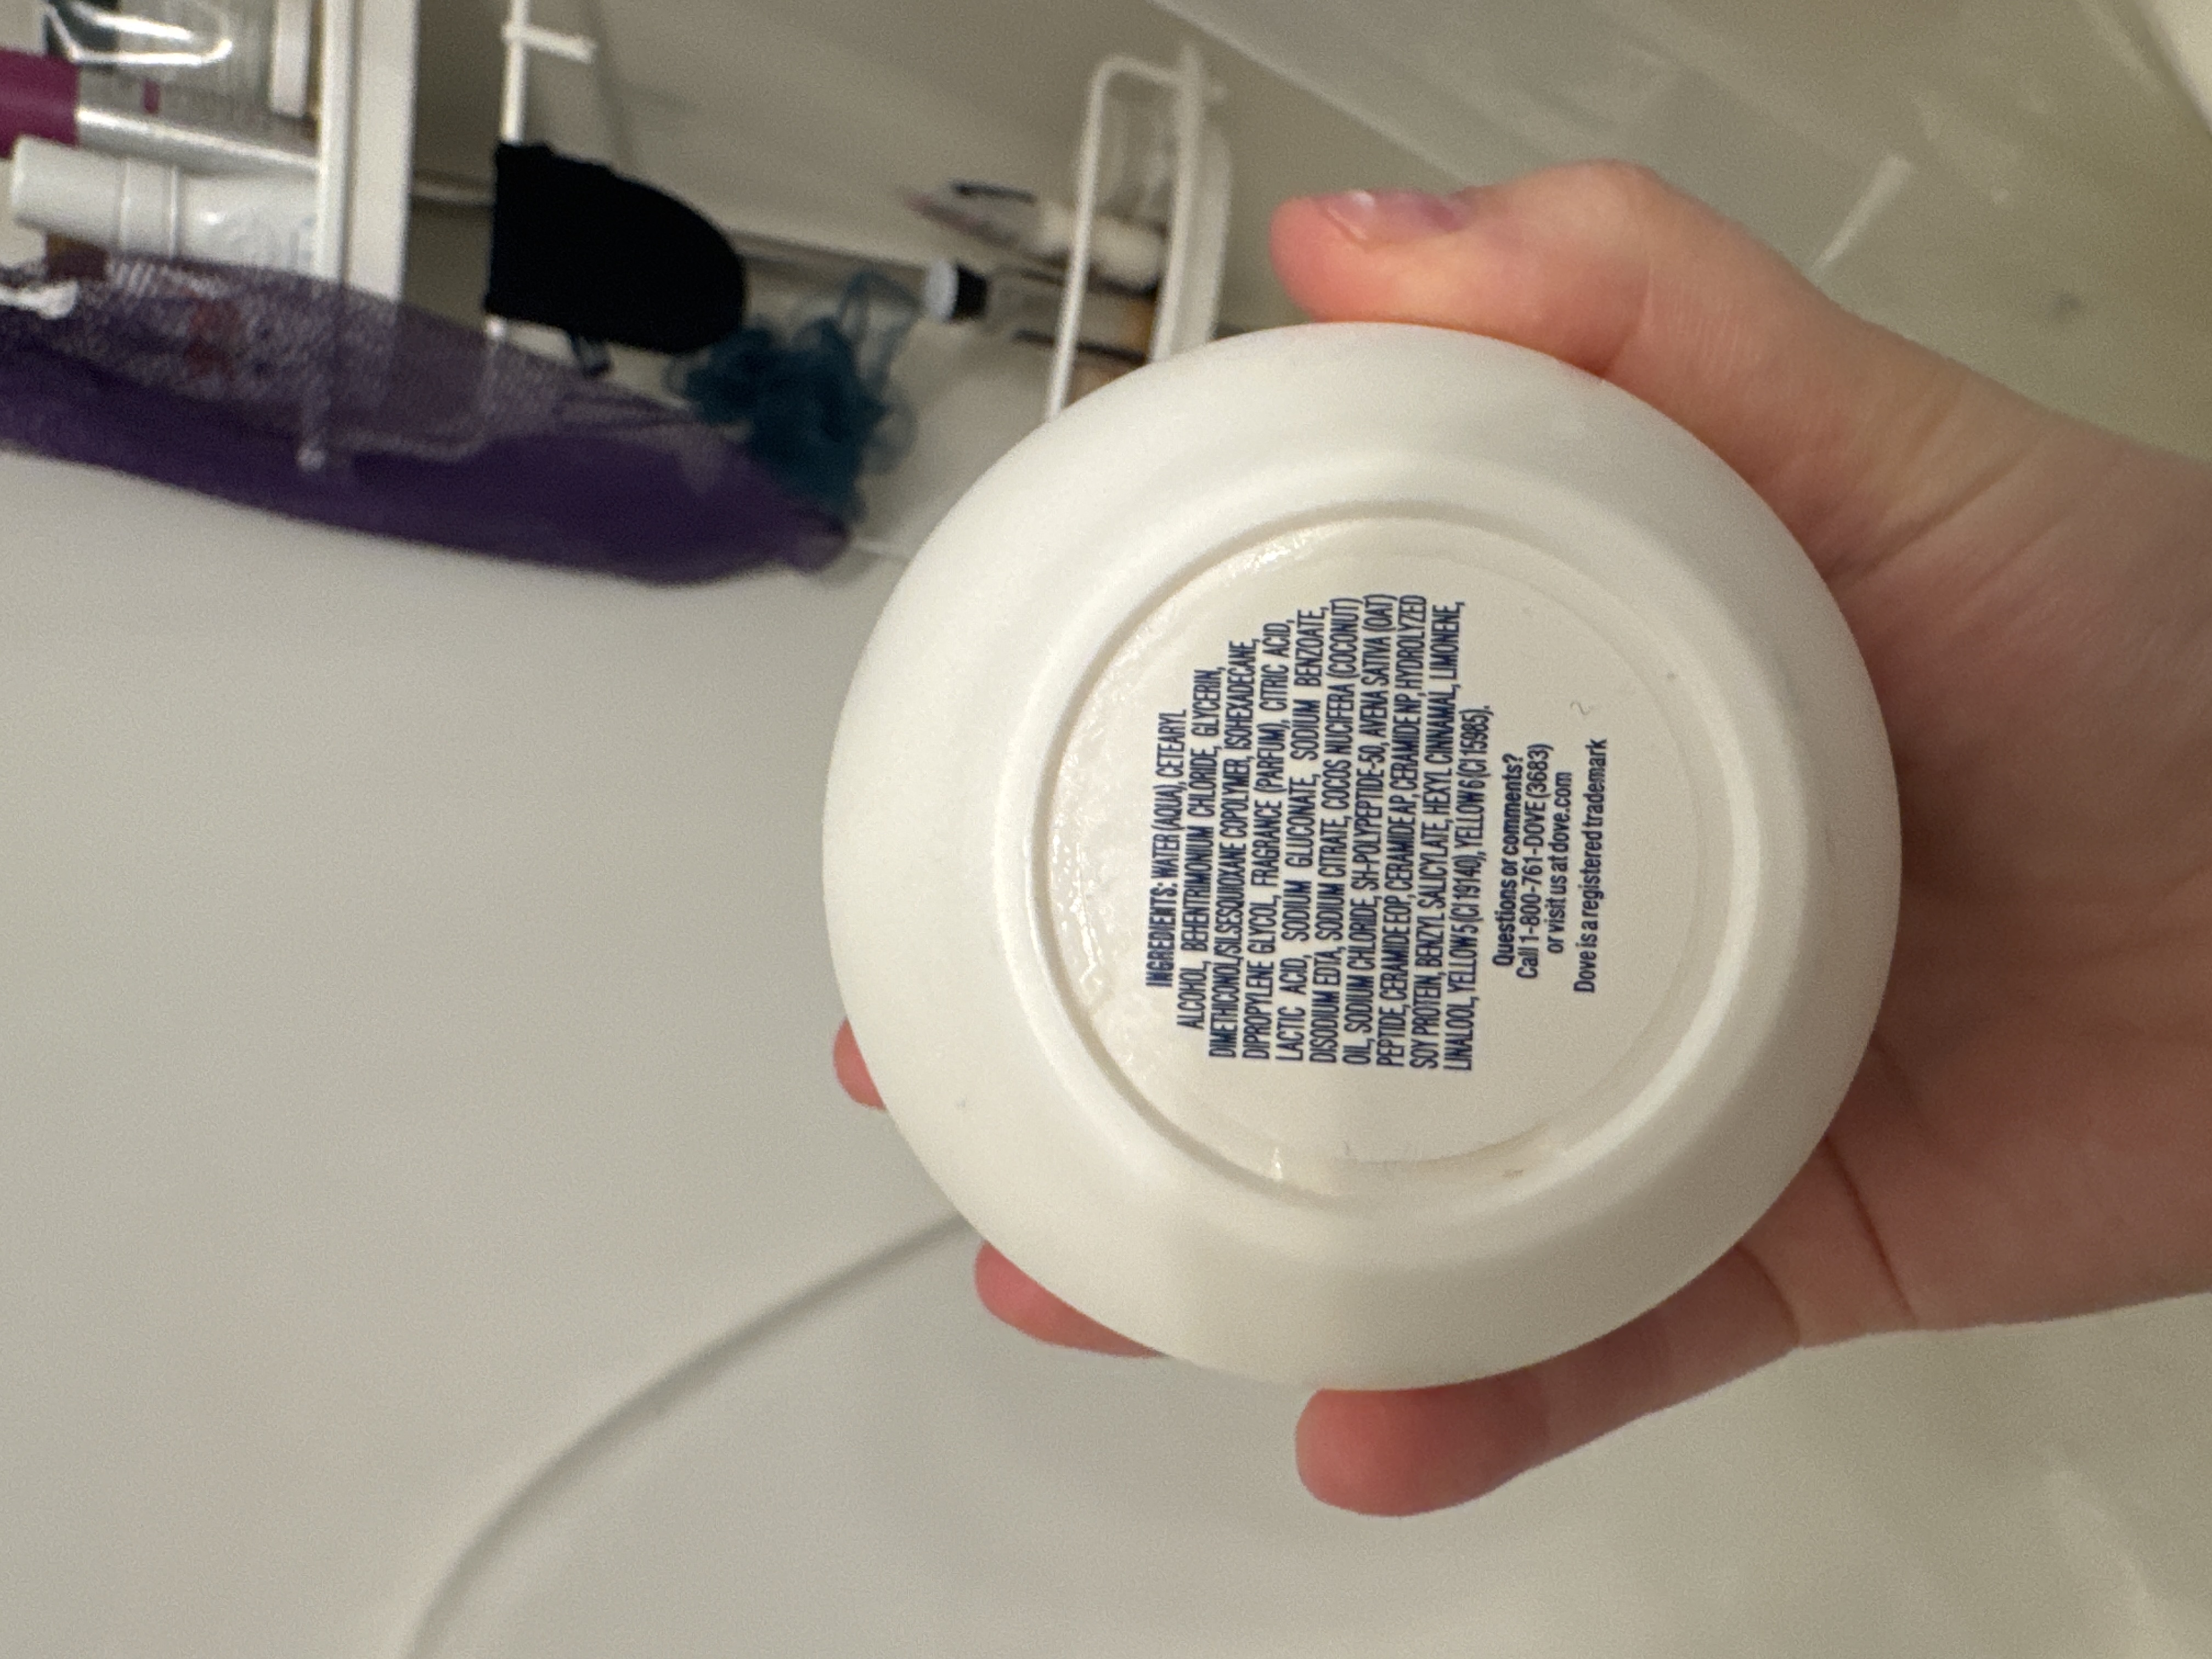 INGREDIENTS: WATER (AQUA), CETEARYL
ALCOHOL, BEHENTRIMONIUM CHLORIDE, GLYCERIN,
DIMETHICONOL/SILSESQUIOXANE COPOLYMER, ISOHEXADECANE,
DIPROPYLENE GLYCOL, FRAGRANCE (PARFUM), CITRIC ACID,
LACTIC ACID, SODIUM GLUCONATE, SODIUM BENZOATE,
DISODIUM EDTA, SODIUM CITRATE, COCOS NUCIFERA (COCONUT)
OIL, SODIUM CHLORIDE, SH-POLYPEPTIDE-50, AVENA SATIVA (OAT)
PEPTIDE, CERAMIDE EOP, CERAMIDE AP, CERAMIDE NP, HYDROLYZED
SOY PROTEIN, BENZYL SALICYLATE, HEXYL CINNAMAL, LIMONENE,
LINALOOL, YELLOW 5 (CI 19140), YELLOW 6 (CI 15985).
Questions or comments?
Call 1-800-761-DOVE (3683)
or visit us at dove.com
Dove is a registered trademark